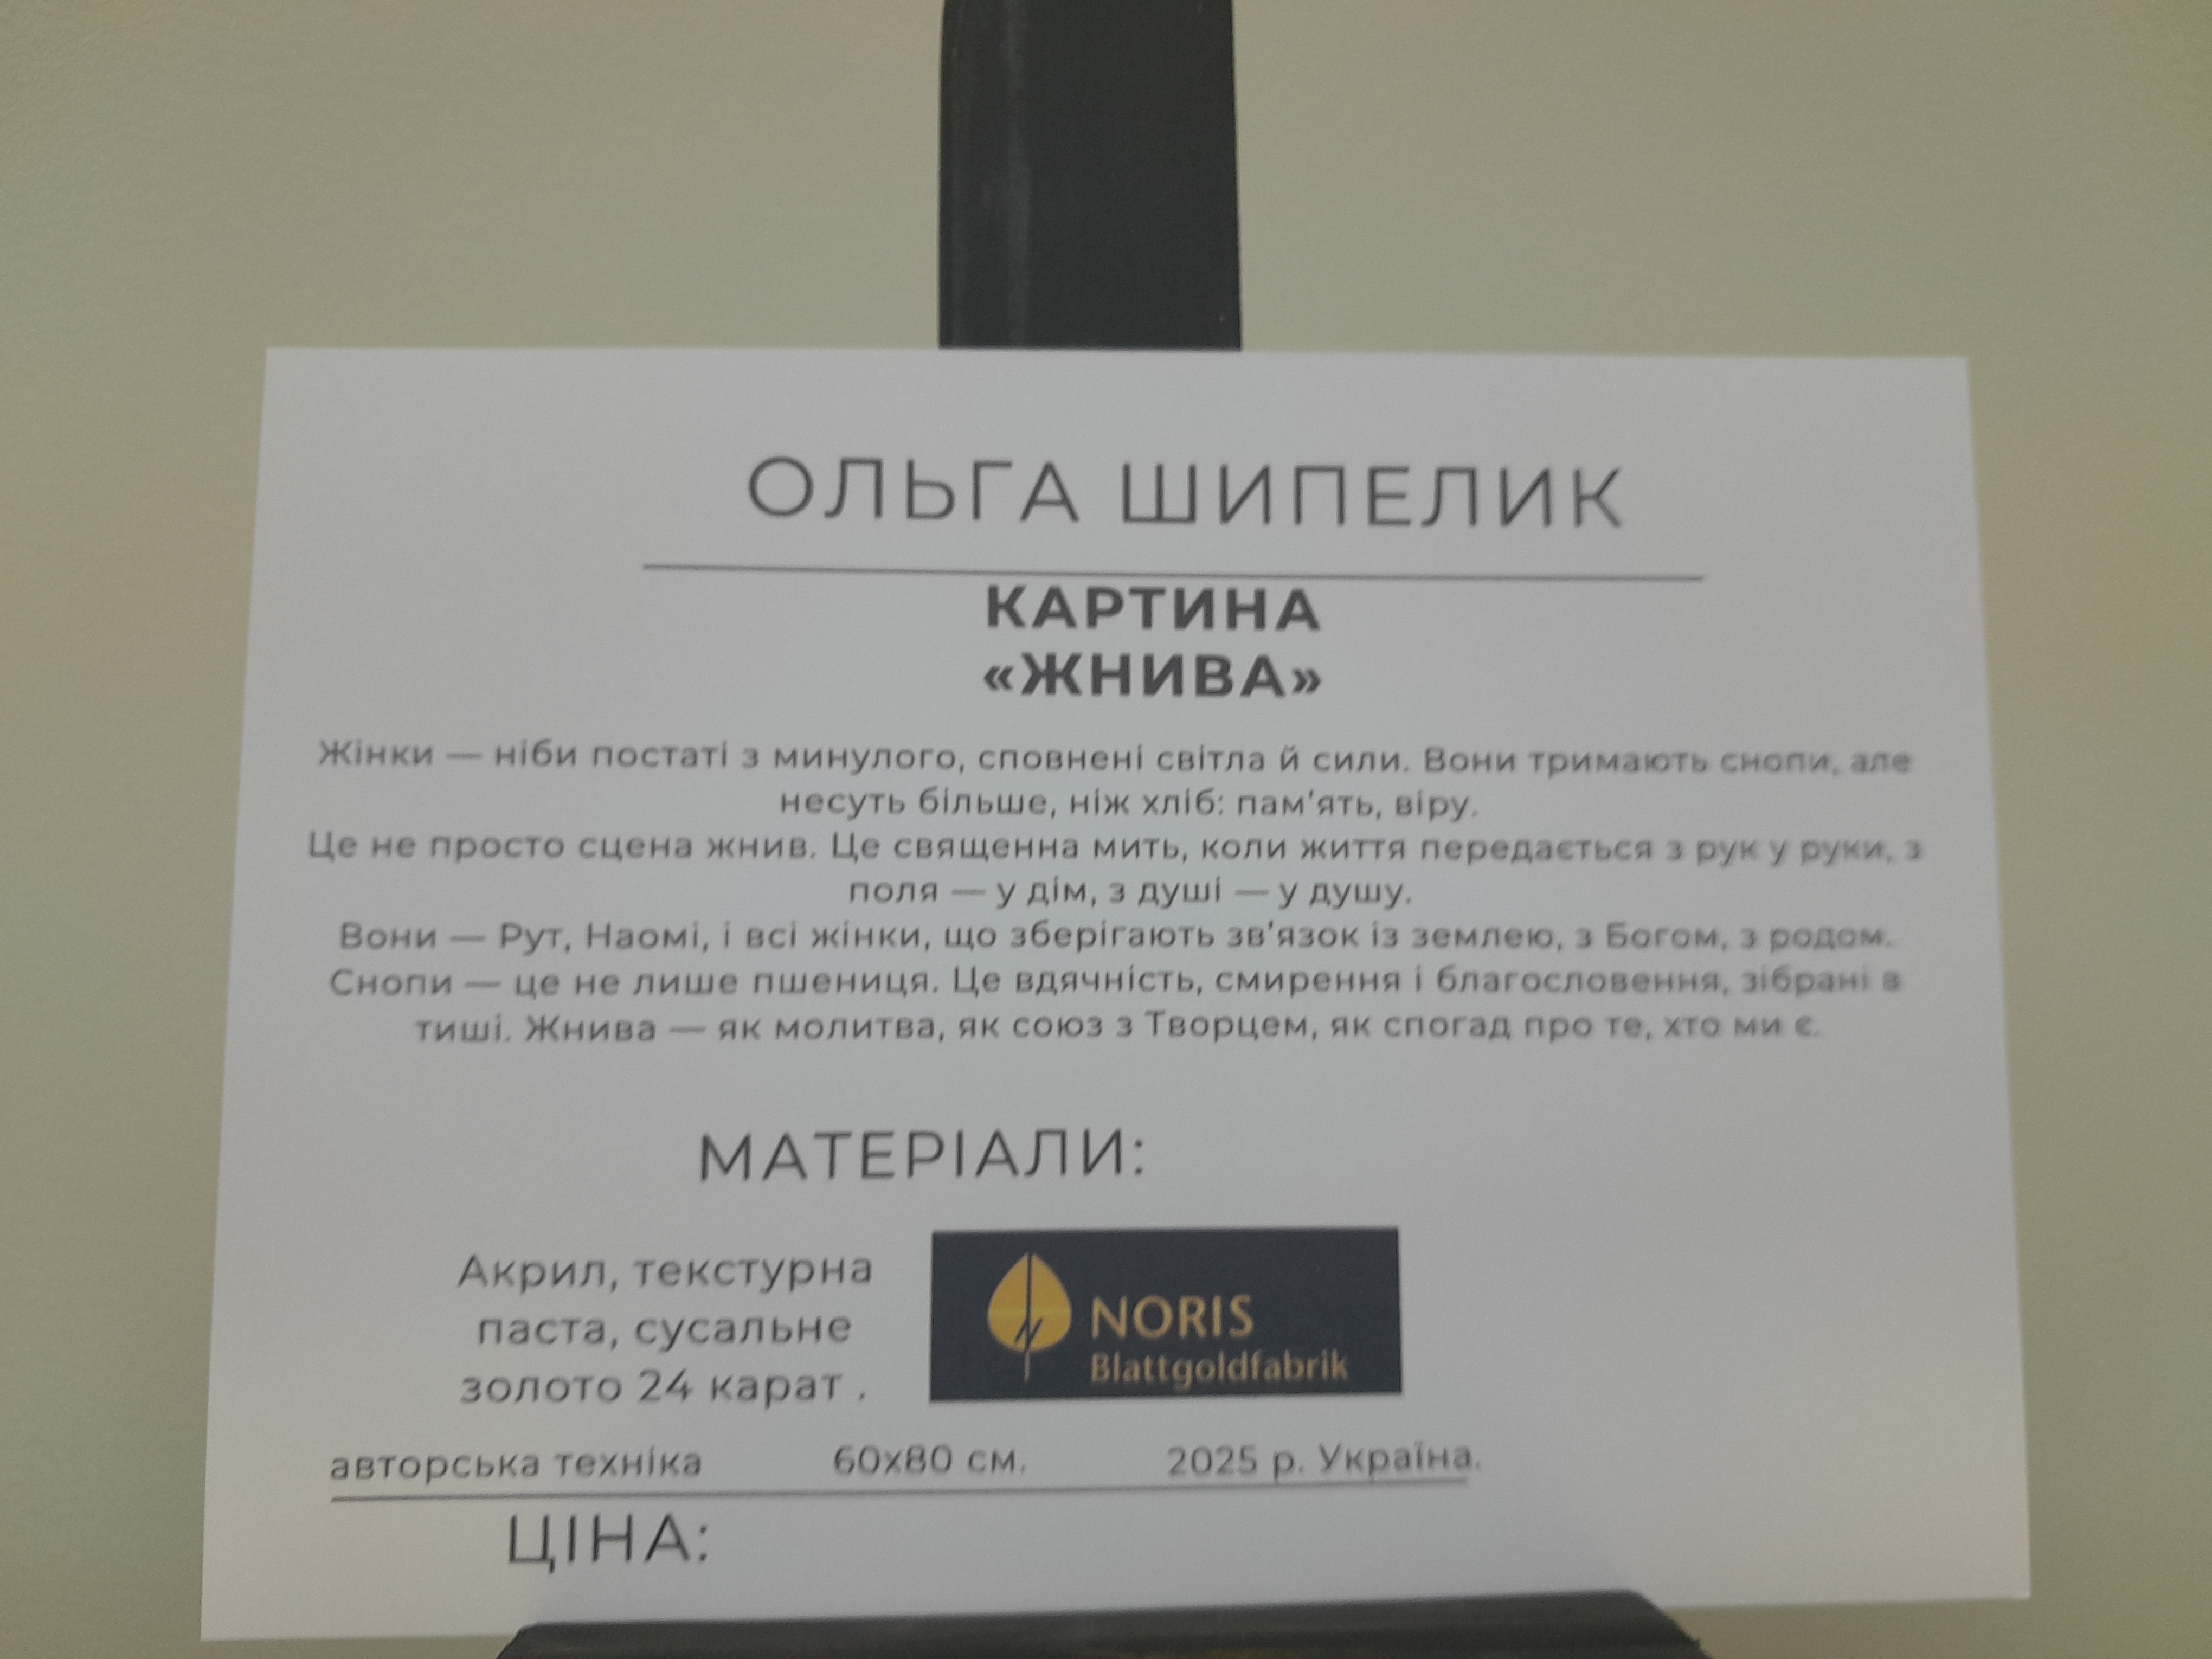 ОЛЬГА ШИПЕЛИК
КАРТИНА
«ЖНИВА»
Жінки — ніби постаті з минулого, сповнені світла й сили. Вони тримають снопи, але
несуть більше, ніж хліб: пам'ять, віру.
Це не просто сцена жнив. Це священна мить, коли життя передається з рук у руки, з
поля — у дім, з душі — у душу.
Вони — Рут, Наомі, і всі жінки, що зберігають зв'язок із землею, з Богом, з родом.
Снопи — це не лише пшениця. Це вдячність, смирення і благословення, зібрані в
тиші. Жнива — як молитва, як союз з Творцем, як спогад про те, хто ми є.
МАТЕРІАЛИ:
Акрил, текстурна
паста, сусальне
золото 24 карат .
NORIS
Blattgoldfabrik
авторська техніка 60х80 см. 2025 р. Україна.
ЦІНА: